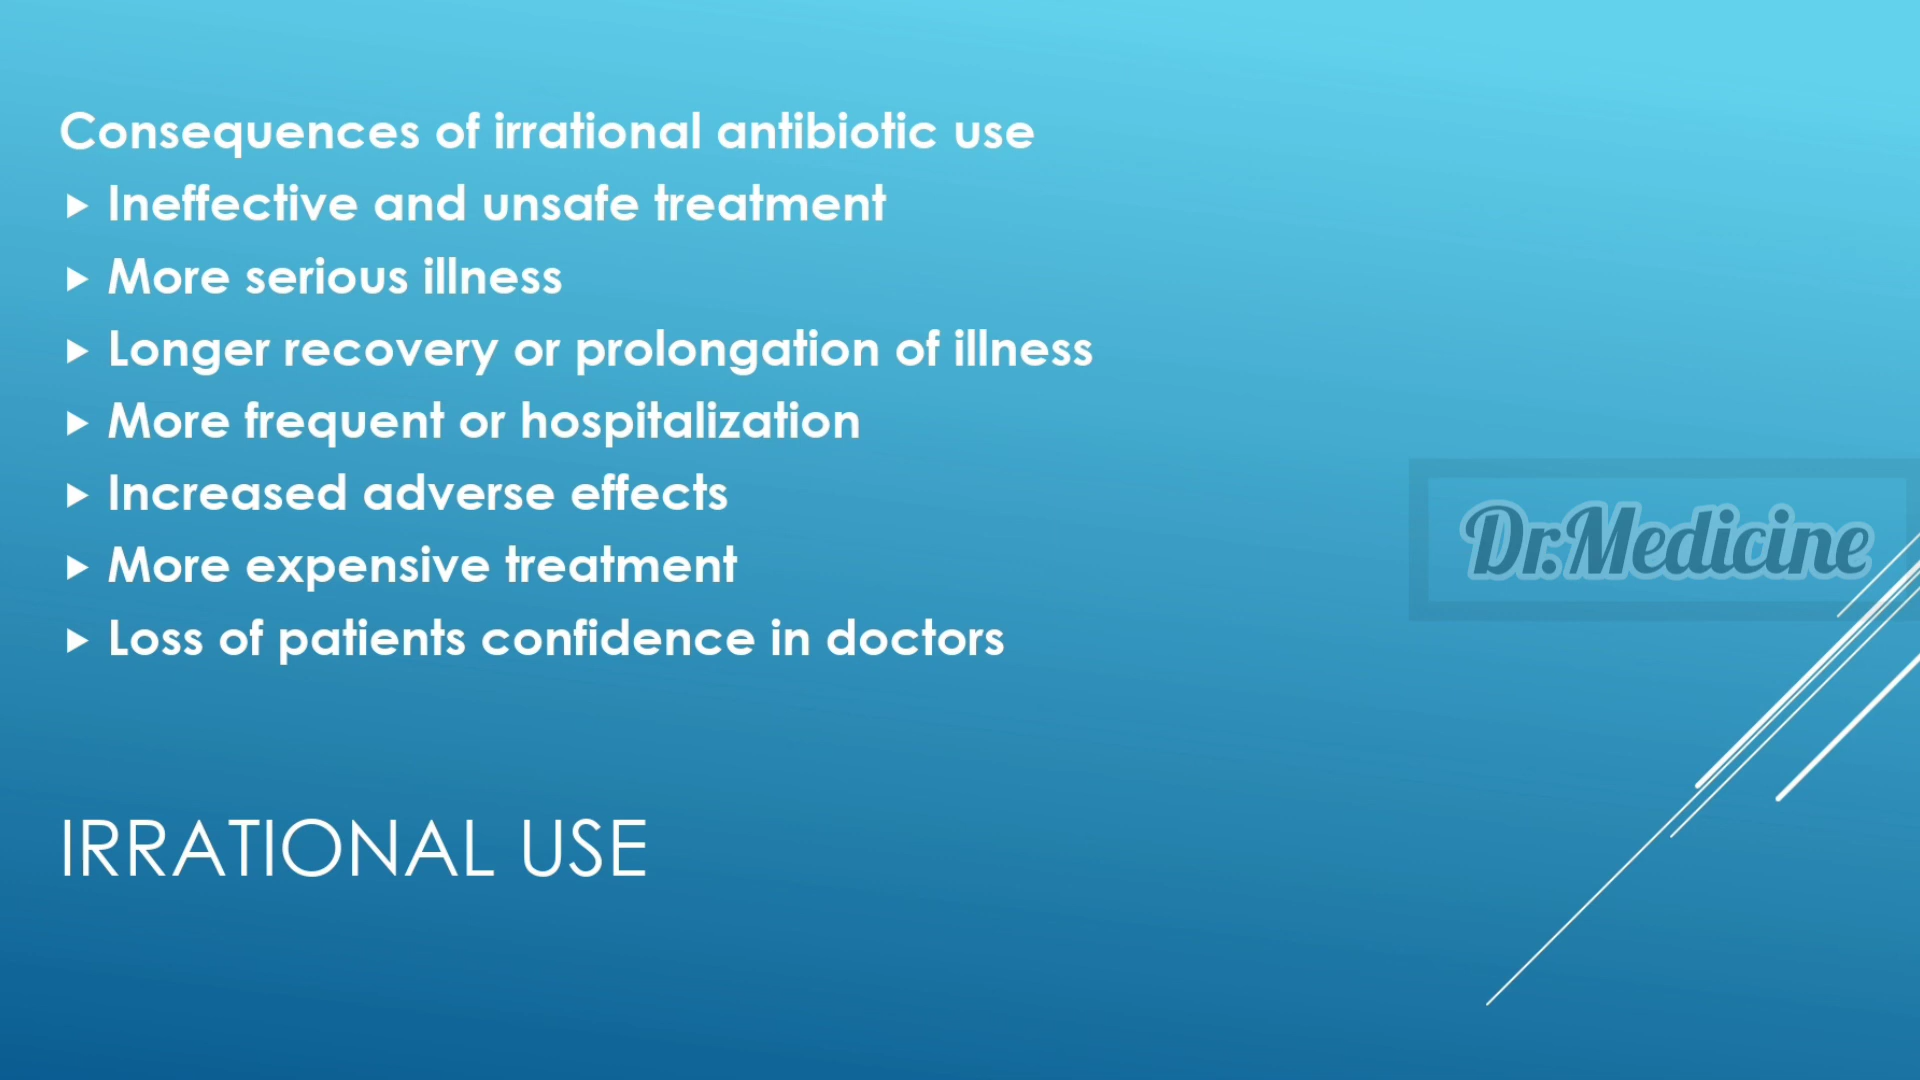 Consequences of irrational antibiotic use
Ineffective and unsafe treatment
More serious illness
Longer recovery or prolongation of illness
More frequent or hospitalization
Increased adverse effects
More expensive treatment
Loss of patients confidence in doctors
Dr.Medicine
IRRATIONAL USE